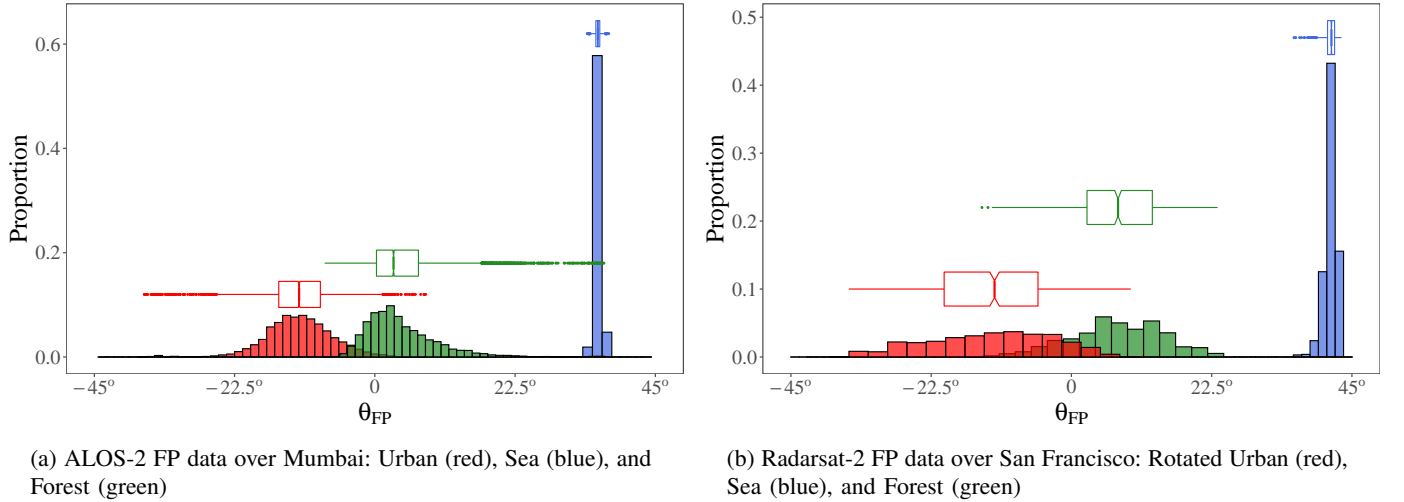 0.6
0.4
0.2
0.0
Proportion
−45° −22.5° 0 22.5° 45°
θFP
(a) ALOS-2 FP data over Mumbai: Urban (red), Sea (blue), and
Forest (green)
0.5
0.4
0.3
0.2
0.1
0.0
Proportion
−45° −22.5° 0 22.5° 45°
θFP
(b) Radarsat-2 FP data over San Francisco: Rotated Urban (red),
Sea (blue), and Forest (green)